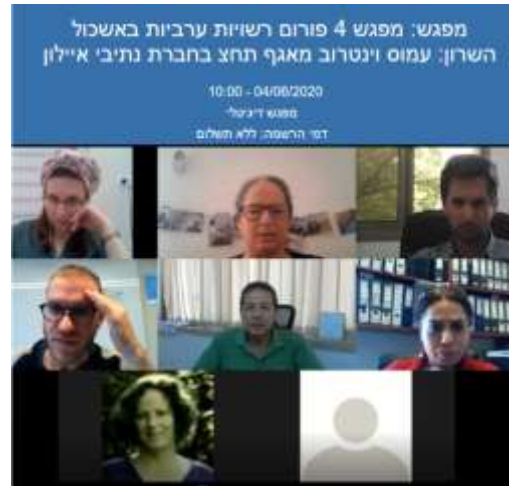 מפגש: מפגש 4 פורום רשויות ערביות באשכול
השרון: עמוס וינטרוב מאגף תחצ בחברת נתיבי איילון
10:00 - 04/06/2020
מפגש דיגיטלי
דמי הרשמה: ללא תשלום